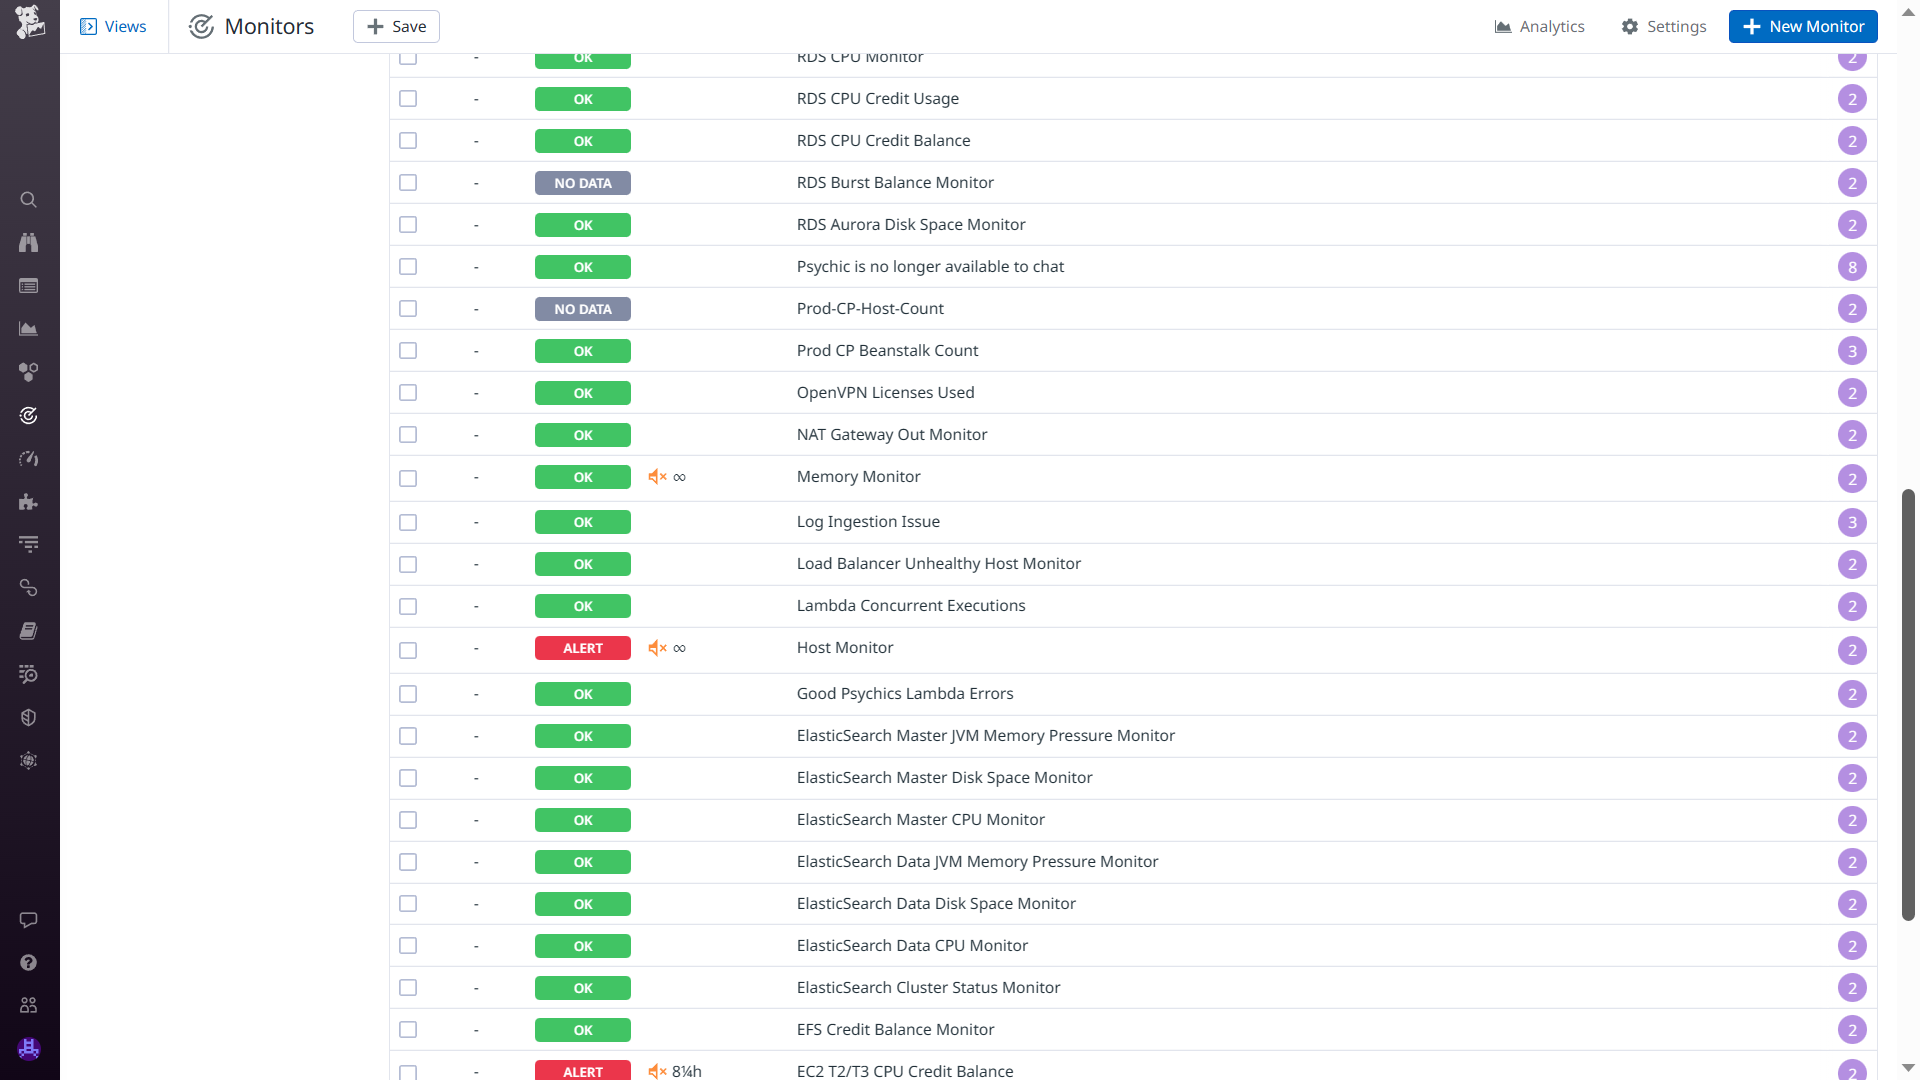 Views
Monitors
Save
Analytics
Settings
New Monitor
- OK RDS CPU Monitor 2
- OK RDS CPU Credit Usage 2
- OK RDS CPU Credit Balance 2
- NO DATA RDS Burst Balance Monitor 2
- OK RDS Aurora Disk Space Monitor 2
- OK Psychic is no longer available to chat 8
- NO DATA Prod-CP-Host-Count 2
- OK Prod CP Beanstalk Count 3
- OK OpenVPN Licenses Used 2
- OK NAT Gateway Out Monitor 2
- OK ∞ Memory Monitor 2
- OK Log Ingestion Issue 3
- OK Load Balancer Unhealthy Host Monitor 2
- OK Lambda Concurrent Executions 2
- ALERT ∞ Host Monitor 2
- OK Good Psychics Lambda Errors 2
- OK ElasticSearch Master JVM Memory Pressure Monitor 2
- OK ElasticSearch Master Disk Space Monitor 2
- OK ElasticSearch Master CPU Monitor 2
- OK ElasticSearch Data JVM Memory Pressure Monitor 2
- OK ElasticSearch Data Disk Space Monitor 2
- OK ElasticSearch Data CPU Monitor 2
- OK ElasticSearch Cluster Status Monitor 2
- OK EFS Credit Balance Monitor 2
- ALERT 8¼h EC2 T2/T3 CPU Credit Balance 2